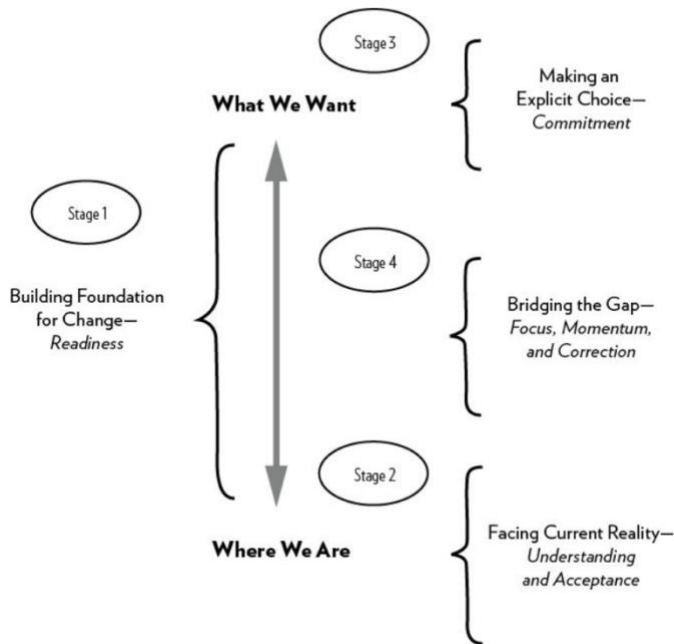 Stage 3
What We Want
Making an
Explicit Choice—
Commitment
Stage 1
Building Foundation
for Change—
Readiness
Stage 4
Bridging the Gap—
Focus, Momentum,
and Correction
Stage 2
Where We Are
Facing Current Reality—
Understanding
and Acceptance